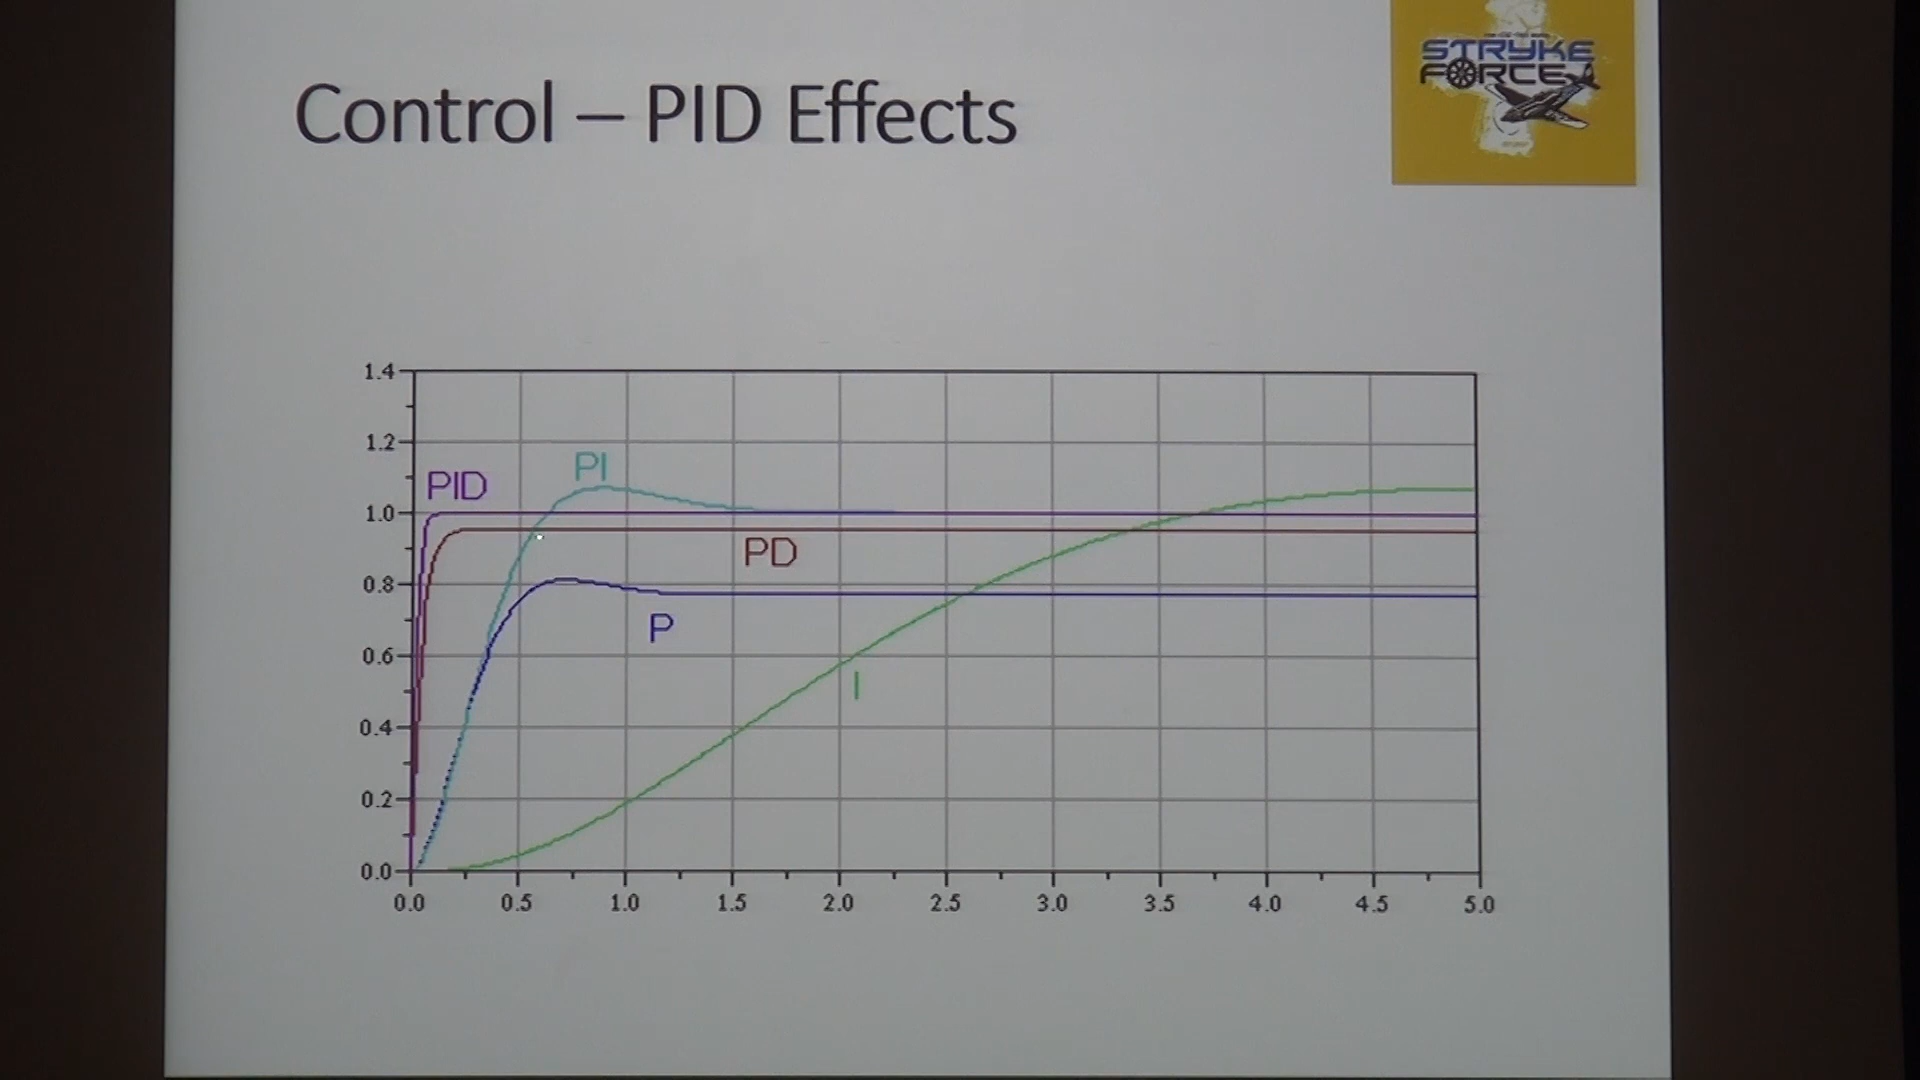 STRYKE
FORCE
Control – PID Effects
1.4
1.2
1.0
0.8
0.6
0.4
0.2
0.0
PID
PI
PD
P
I
0.0 0.5 1.0 1.5 2.0 2.5 3.0 3.5 4.0 4.5 5.0